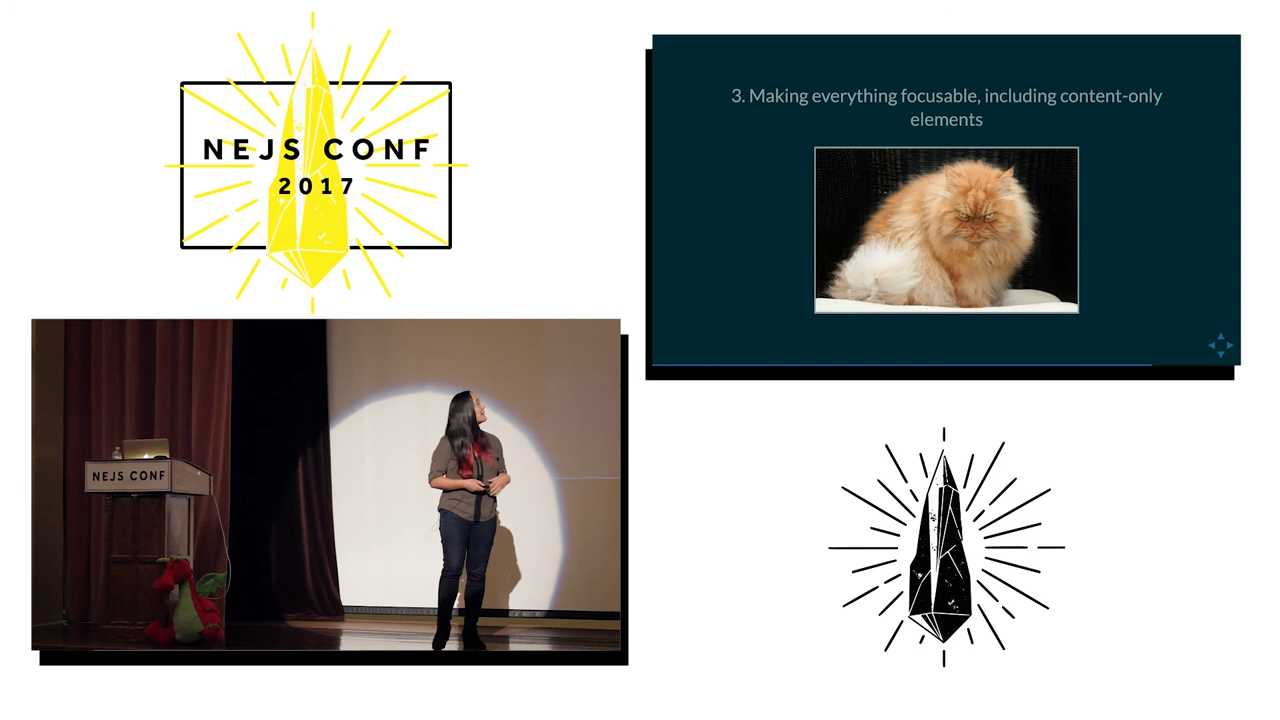 NEJS CONF
2017
3. Making everything focusable, including content-only
elements
NEJS CONF